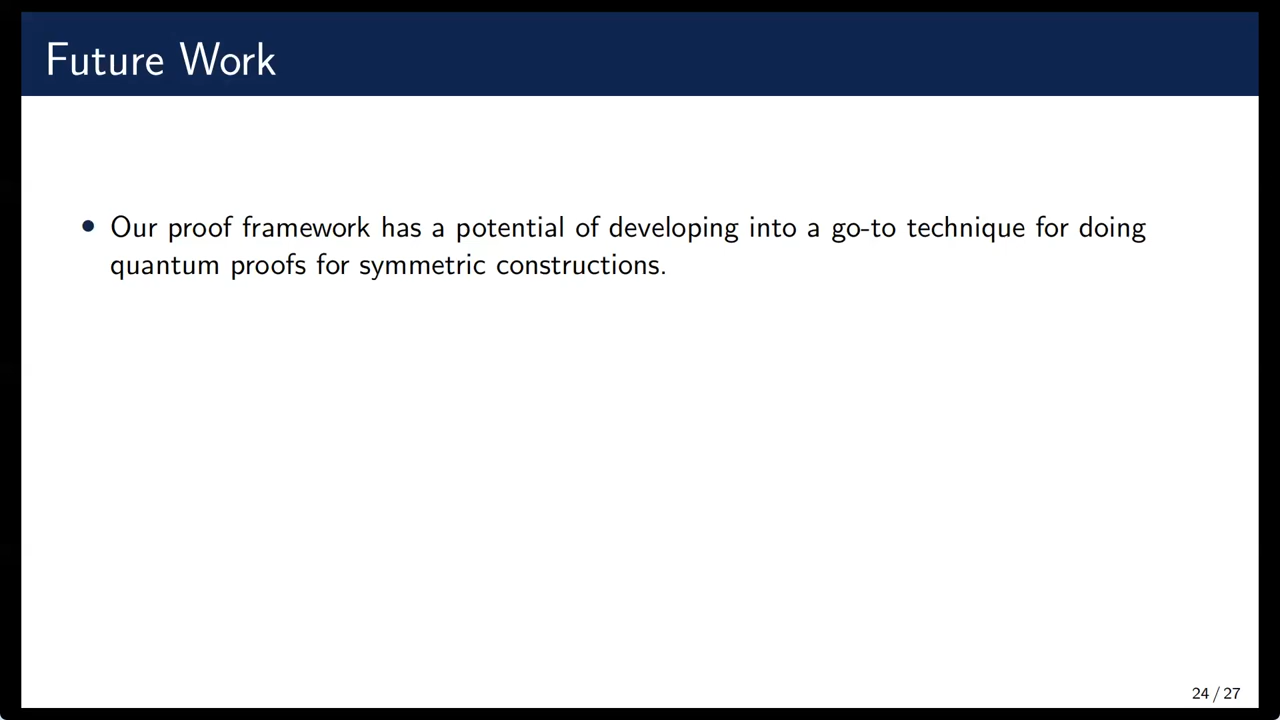 Future Work
• Our proof framework has a potential of developing into a go-to technique for doing
quantum proofs for symmetric constructions.
24 / 27